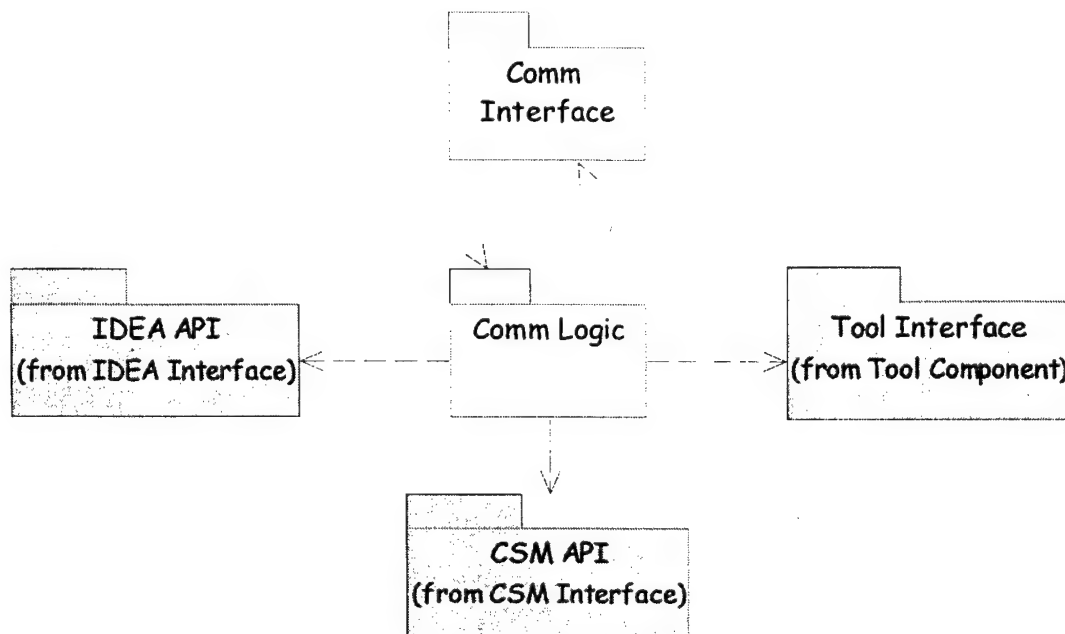 Comm
Interface
IDEA API
(from IDEA Interface)
Comm Logic
Tool Interface
(from Tool Component)
CSM API
(from CSM Interface)